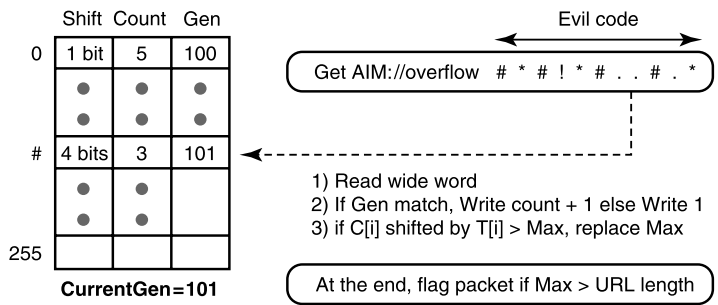 Shift Count Gen
0 1 bit 5 100
# 4 bits 3 101
255
CurrentGen=101
Evil code
Get AIM://overflow # * # ! * # . . # . *
1) Read wide word
2) If Gen match, Write count + 1 else Write 1
3) if C[i] shifted by T[i] > Max, replace Max
At the end, flag packet if Max > URL length